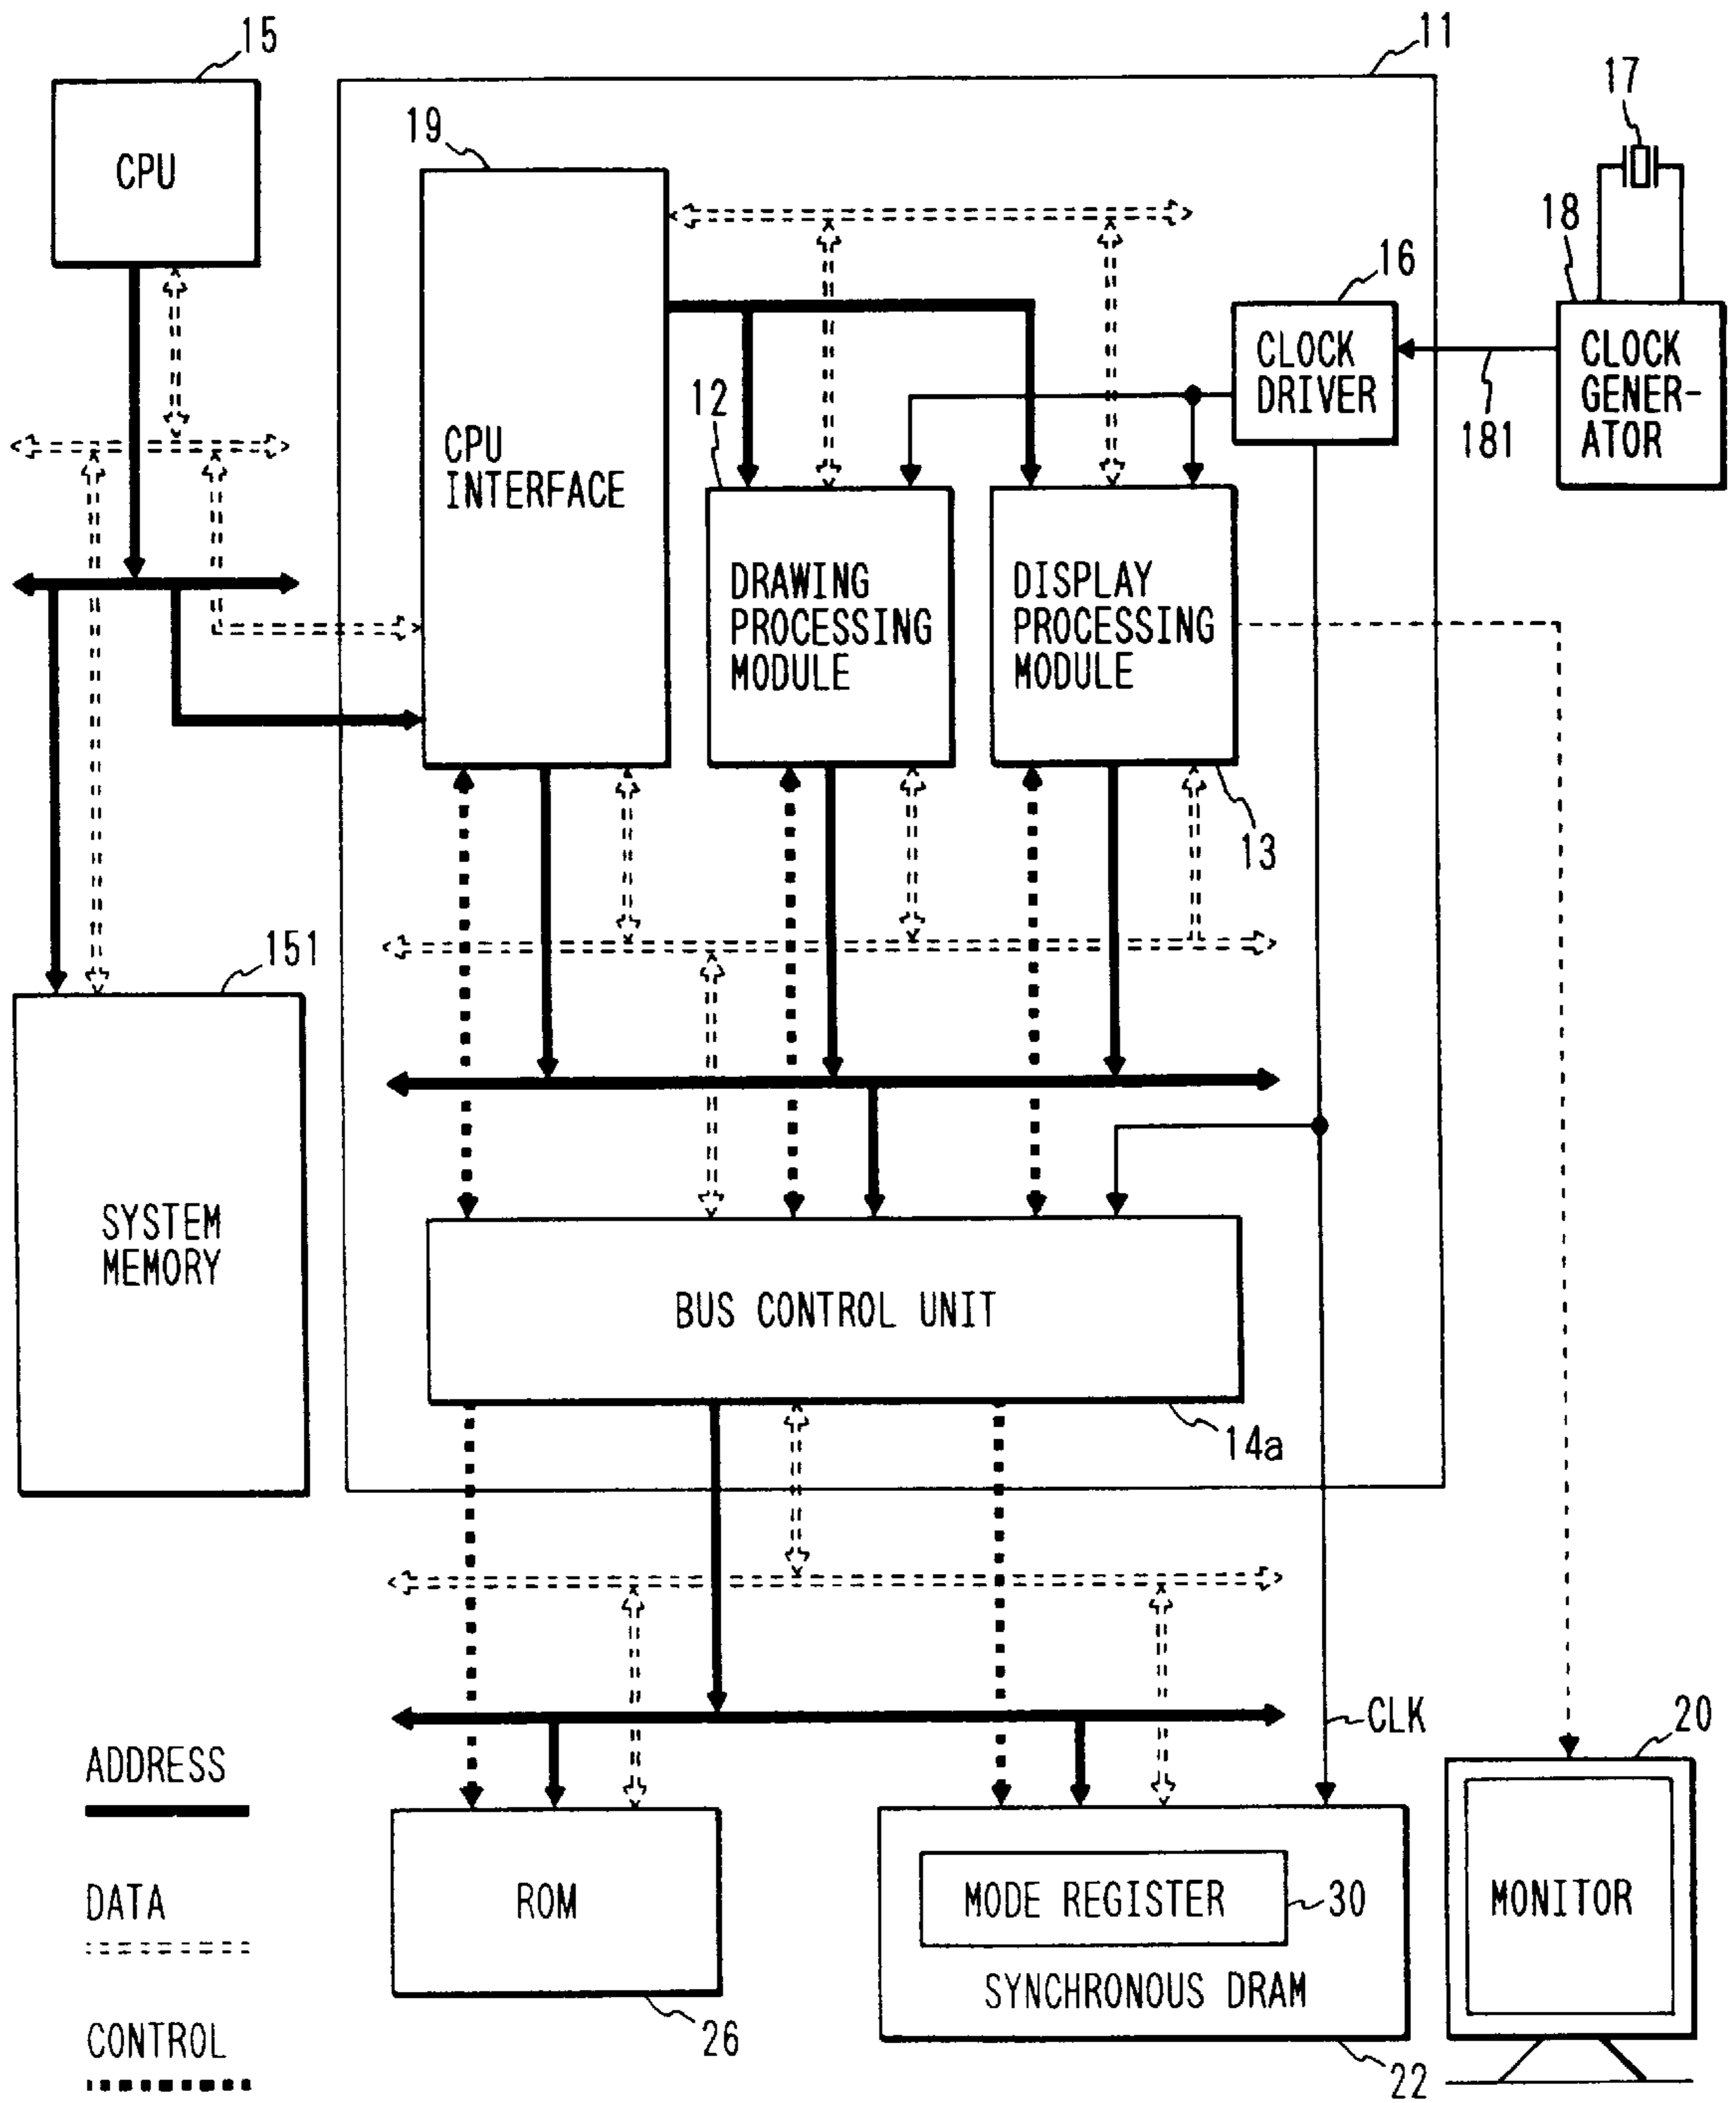 15
11
17
CPU
19
18
16
CLOCK
DRIVER
CLOCK
GENER-
ATOR
12
181
CPU
INTERFACE
DRAWING
PROCESSING
MODULE
DISPLAY
PROCESSING
MODULE
13
151
SYSTEM
MEMORY
BUS CONTROL UNIT
14a
CLK
20
ADDRESS
DATA
CONTROL
ROM
26
MODE REGISTER
30
SYNCHRONOUS DRAM
22
MONITOR